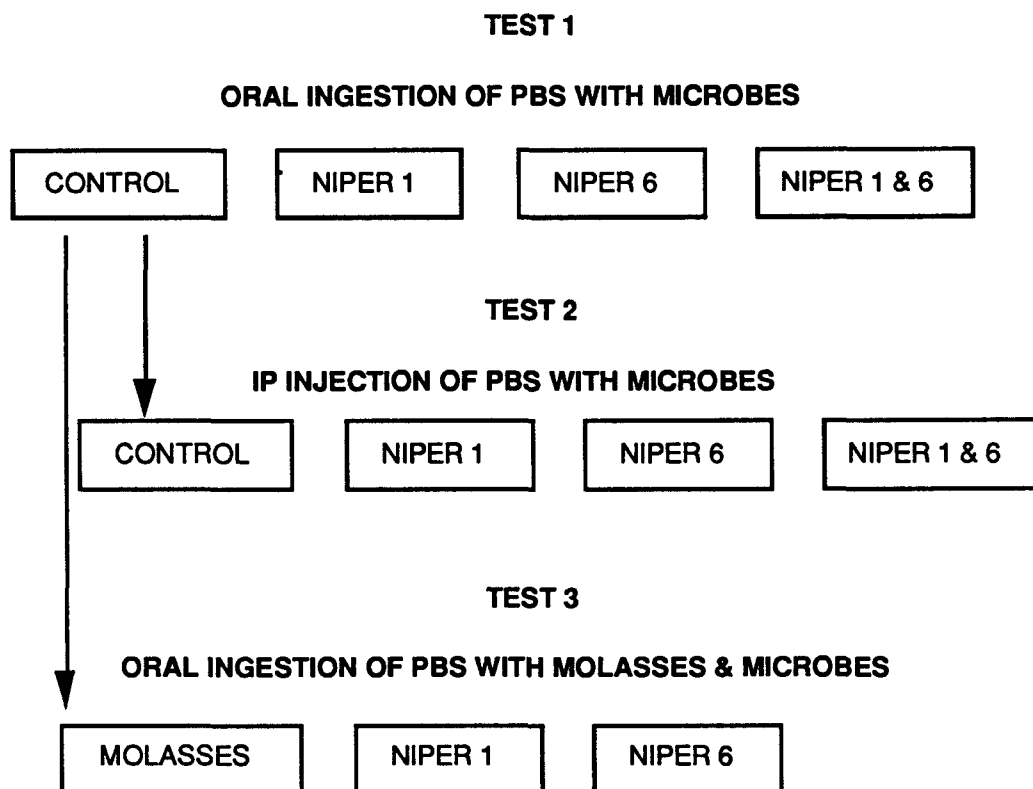 TEST 1
ORAL INGESTION OF PBS WITH MICROBES
CONTROL
NIPER 1
NIPER 6
NIPER 1 & 6
TEST 2
IP INJECTION OF PBS WITH MICROBES
CONTROL
NIPER 1
NIPER 6
NIPER 1 & 6
TEST 3
ORAL INGESTION OF PBS WITH MOLASSES & MICROBES
MOLASSES
NIPER 1
NIPER 6